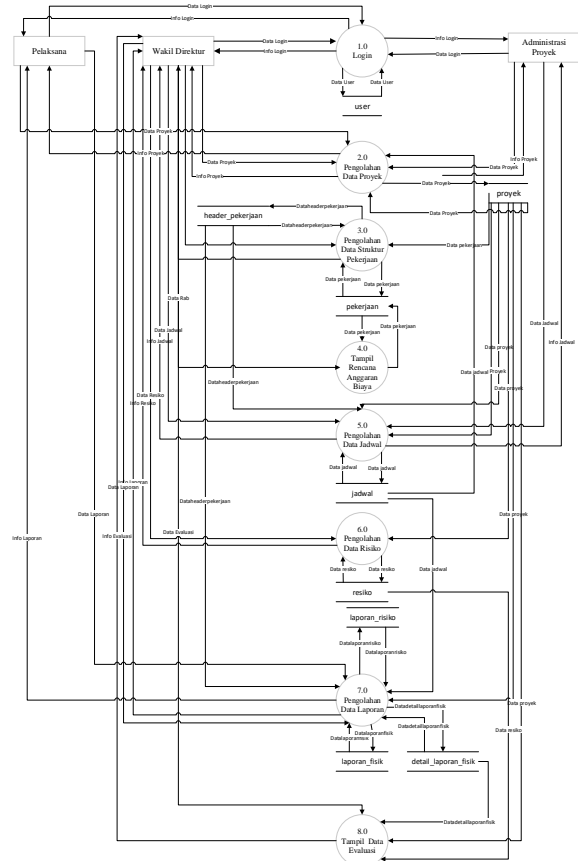 Data Login
Info Login
Pelaksana
Wakil Direktur
Data Login
Info Login
1.0
Login
Info Login
Data Login
Administrasi
Proyek
Data User
Data User
user
Data Proyek
Info Proyek
Data Proyek
Info Proyek
2.0
Pengolahan
Data Proyek
Data Proyek
Info Proyek
Data Proyek
proyek
Data Proyek
Dataheaderpekerjaan
header_pekerjaan
Dataheaderpekerjaan
3.0
Pengolahan
Data Struktur
Pekerjaan
Data pekerjaan
Data pekerjaan
Data pekerjaan
pekerjaan
Data pekerjaan
Data pekerjaan
Data Rab
4.0
Tampil
Rencana
Anggaran
Biaya
Data Jadwal
Info Jadwal
Data Jadwal
Info Jadwal
Data proyek
Data proyek
Data jadwal
Dataheaderpekerjaan
Data Resiko
Info Resiko
5.0
Pengolahan
Data Jadwal
Data jadwal
Data jadwal
jadwal
Dataheaderpekerjaan
Info Laporan
Data Laporan
Data Laporan
Info Laporan
Info Evaluasi
Data Evaluasi
6.0
Pengolahan
Data Risiko
Data resiko
Data resiko
resiko
Data jadwal
Data proyek
laporan_risiko
Datalaporanrisiko
Datalaporanrisiko
7.0
Pengolahan
Data Laporan
Datadetaillaporanfisik
Datadetaillaporanfisik
Datalaporanfisik
Datalaporanfisik
laporan_fisik
detail_laporan_fisik
Data proyek
Data resiko
Datadetaillaporanfisik
8.0
Tampil Data
Evaluasi